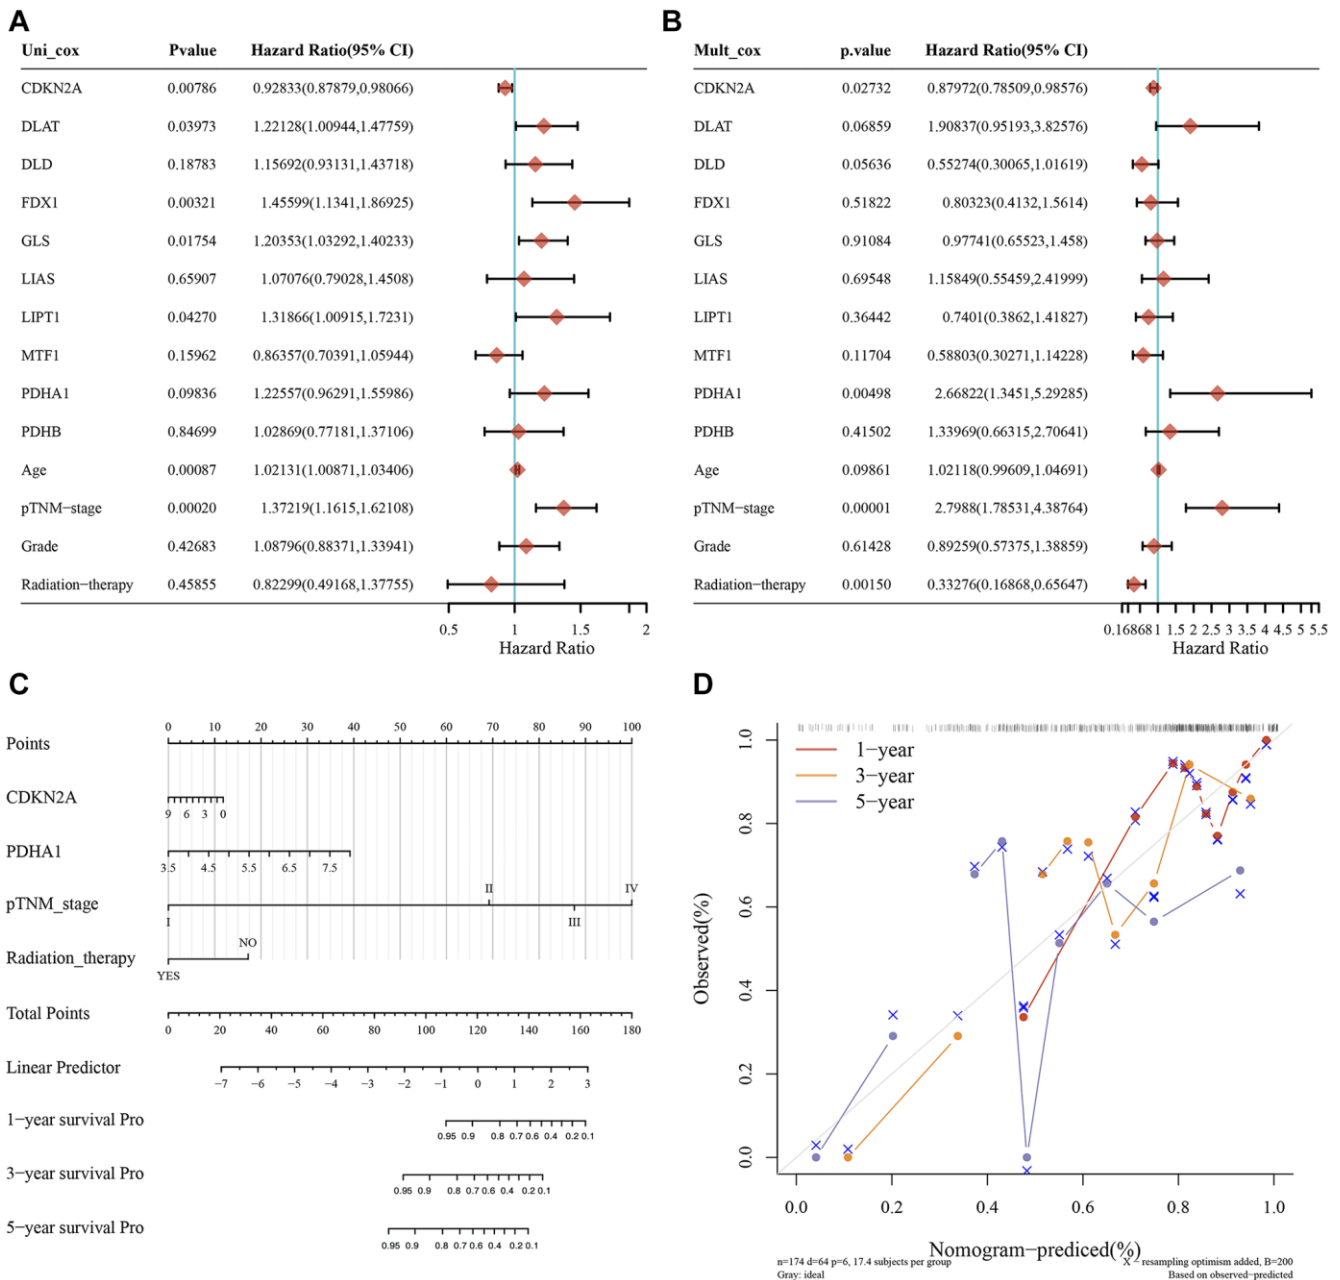 A
Uni_cox Pvalue Hazard Ratio(95% CI)
CDKN2A 0.00786 0.92833(0.87879,0.98066)
DLAT 0.03973 1.22128(1.00944,1.47759)
DLD 0.18783 1.15692(0.93131,1.43718)
FDX1 0.00321 1.45599(1.1341,1.86925)
GLS 0.01754 1.20353(1.03292,1.40233)
LIAS 0.65907 1.07076(0.79028,1.4508)
LIPT1 0.04270 1.31866(1.00915,1.7231)
MTF1 0.15962 0.86357(0.70391,1.05944)
PDHA1 0.09836 1.22557(0.96291,1.55986)
PDHB 0.84699 1.02869(0.77181,1.37106)
Age 0.00087 1.02131(1.00871,1.03406)
pTNM−stage 0.00020 1.37219(1.1615,1.62108)
Grade 0.42683 1.08796(0.88371,1.33941)
Radiation−therapy 0.45855 0.82299(0.49168,1.37755)
0.5 1 1.5 2
Hazard Ratio
B
Mult_cox p.value Hazard Ratio(95% CI)
CDKN2A 0.02732 0.87972(0.78509,0.98576)
DLAT 0.06859 1.90837(0.95193,3.82576)
DLD 0.05636 0.55274(0.30065,1.01619)
FDX1 0.51822 0.80323(0.4132,1.5614)
GLS 0.91084 0.97741(0.65523,1.458)
LIAS 0.69548 1.15849(0.55459,2.41999)
LIPT1 0.36442 0.7401(0.3862,1.41827)
MTF1 0.11704 0.58803(0.30271,1.14228)
PDHA1 0.00498 2.66822(1.3451,5.29285)
PDHB 0.41502 1.33969(0.66315,2.70641)
Age 0.09861 1.02118(0.99609,1.04691)
pTNM−stage 0.00001 2.7988(1.78531,4.38764)
Grade 0.61428 0.89259(0.57375,1.38859)
Radiation−therapy 0.00150 0.33276(0.16868,0.65647)
0.16868 1 1.5 2 2.5 3 3.5 4 4.5 5 5.5
Hazard Ratio
C
Points 0 10 20 30 40 50 60 70 80 90 100
CDKN2A
9 6 3 0
PDHA1
3.5 4.5 5.5 6.5 7.5
II IV
pTNM_stage
I III
NO
Radiation_therapy
YES
Total Points
0 20 40 60 80 100 120 140 160 180
Linear Predictor
−7 −6 −5 −4 −3 −2 −1 0 1 2 3
1−year survival Pro
0.95 0.9 0.8 0.7 0.6 0.4 0.2 0.1
3−year survival Pro
0.95 0.9 0.8 0.7 0.6 0.4 0.2 0.1
5−year survival Pro
0.95 0.9 0.8 0.7 0.6 0.4 0.2 0.1
D
1−year
3−year
5−year
Observed(%)
1.0
0.8
0.6
0.4
0.2
0.0
0.0 0.2 0.4 0.6 0.8 1.0
Nomogram−prediced(%)
n=174 d=64 p=6, 17.4 subjects per group
Gray: ideal
X − resampling optimism added, B=200
Based on observed−predicted